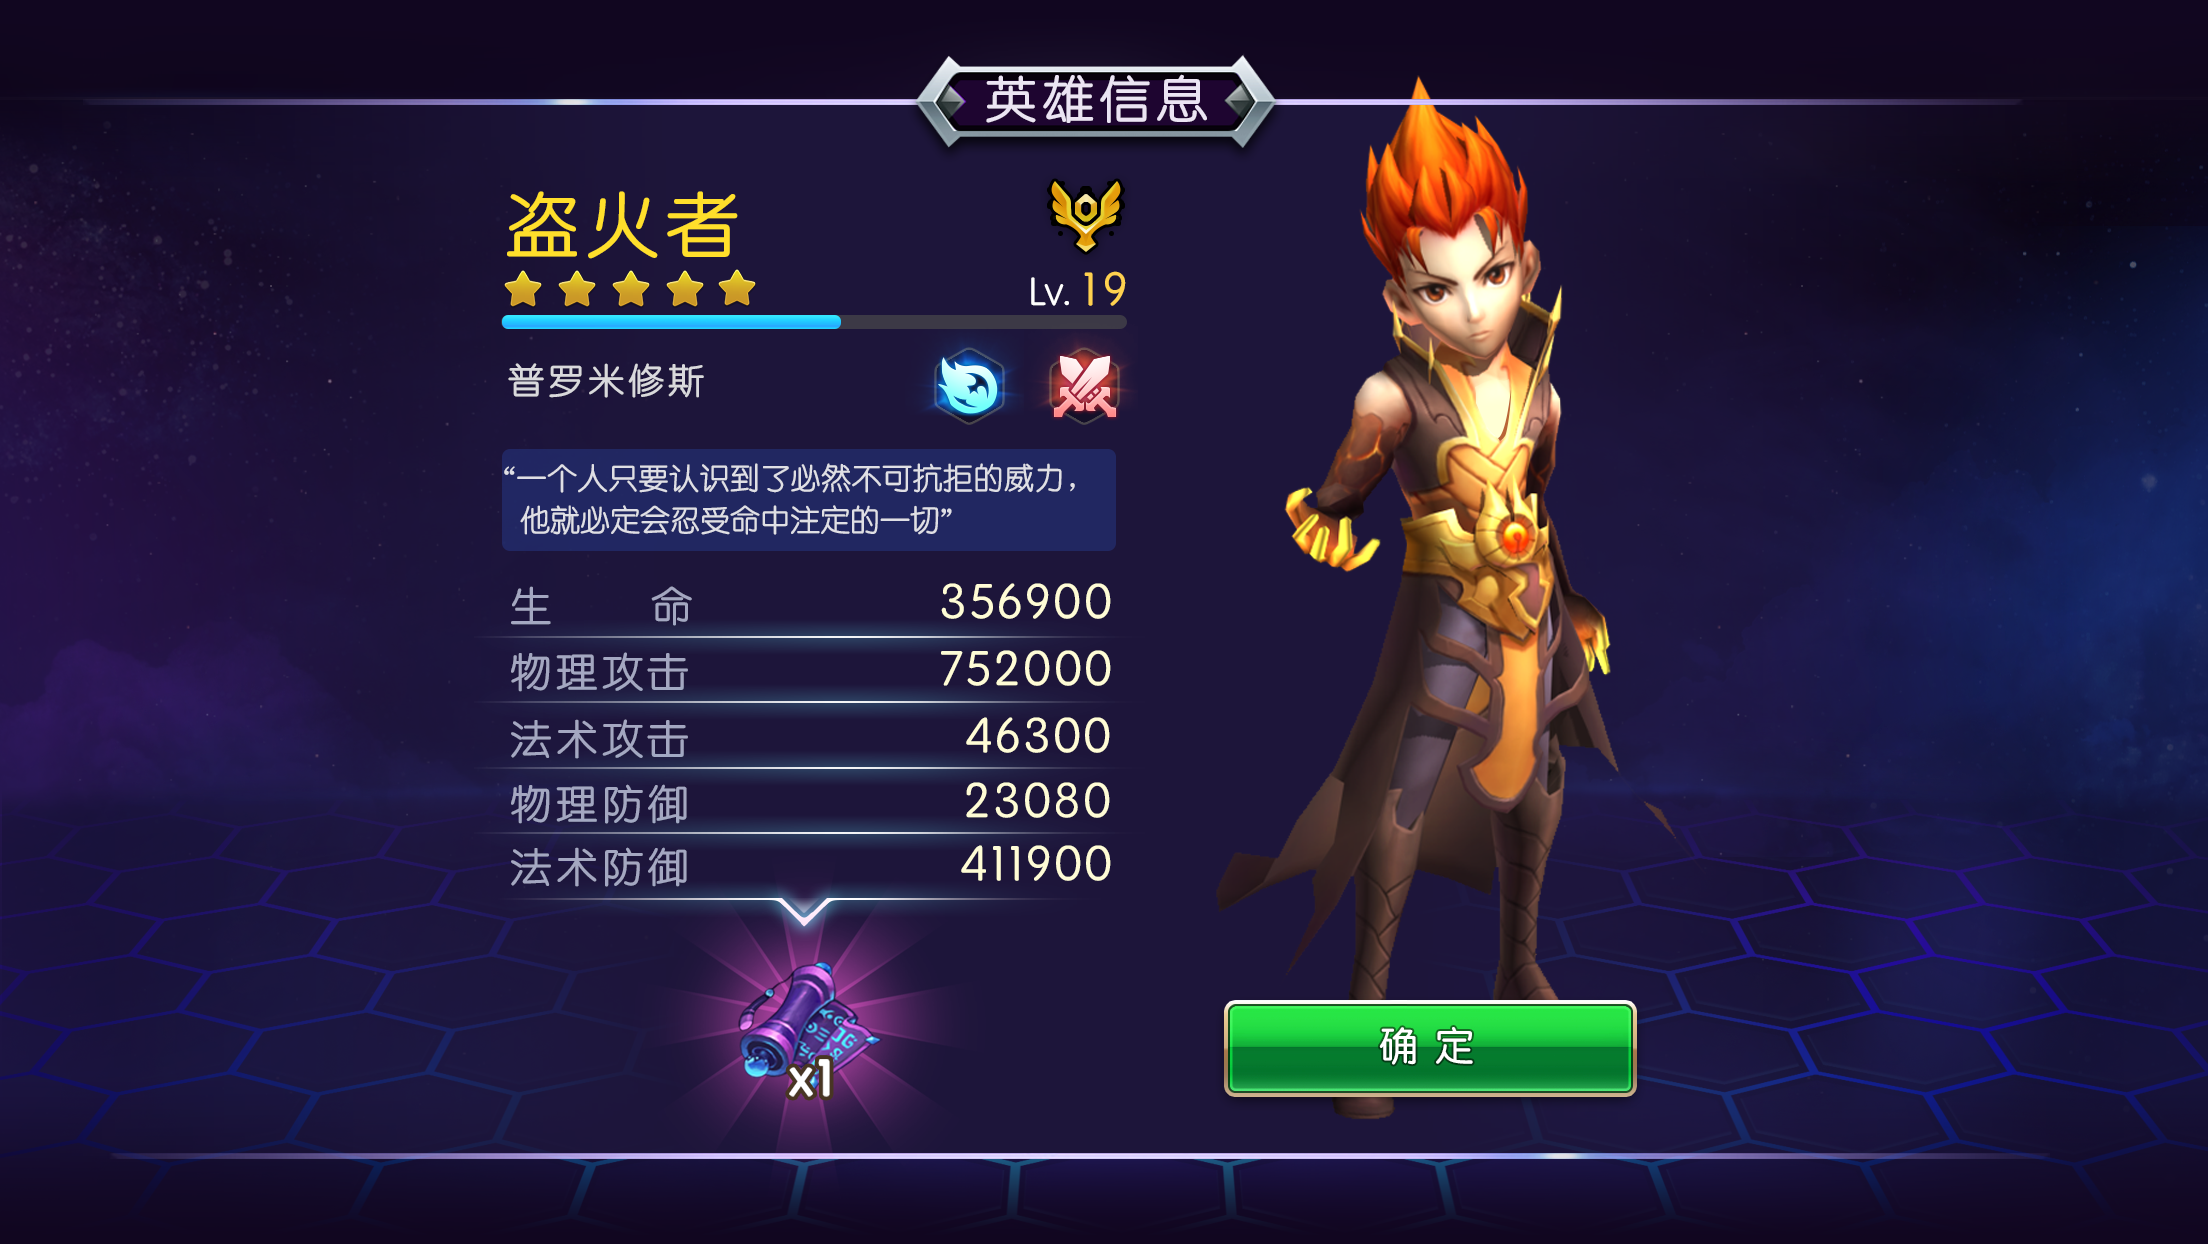 英雄信息
盗火者
Lv. 19
普罗米修斯
“一个人只要认识到了必然不可抗拒的威力，
他就必定会忍受命中注定的一切”
生 命 356900
物理攻击 752000
法术攻击 46300
物理防御 23080
法术防御 411900
x1
确 定